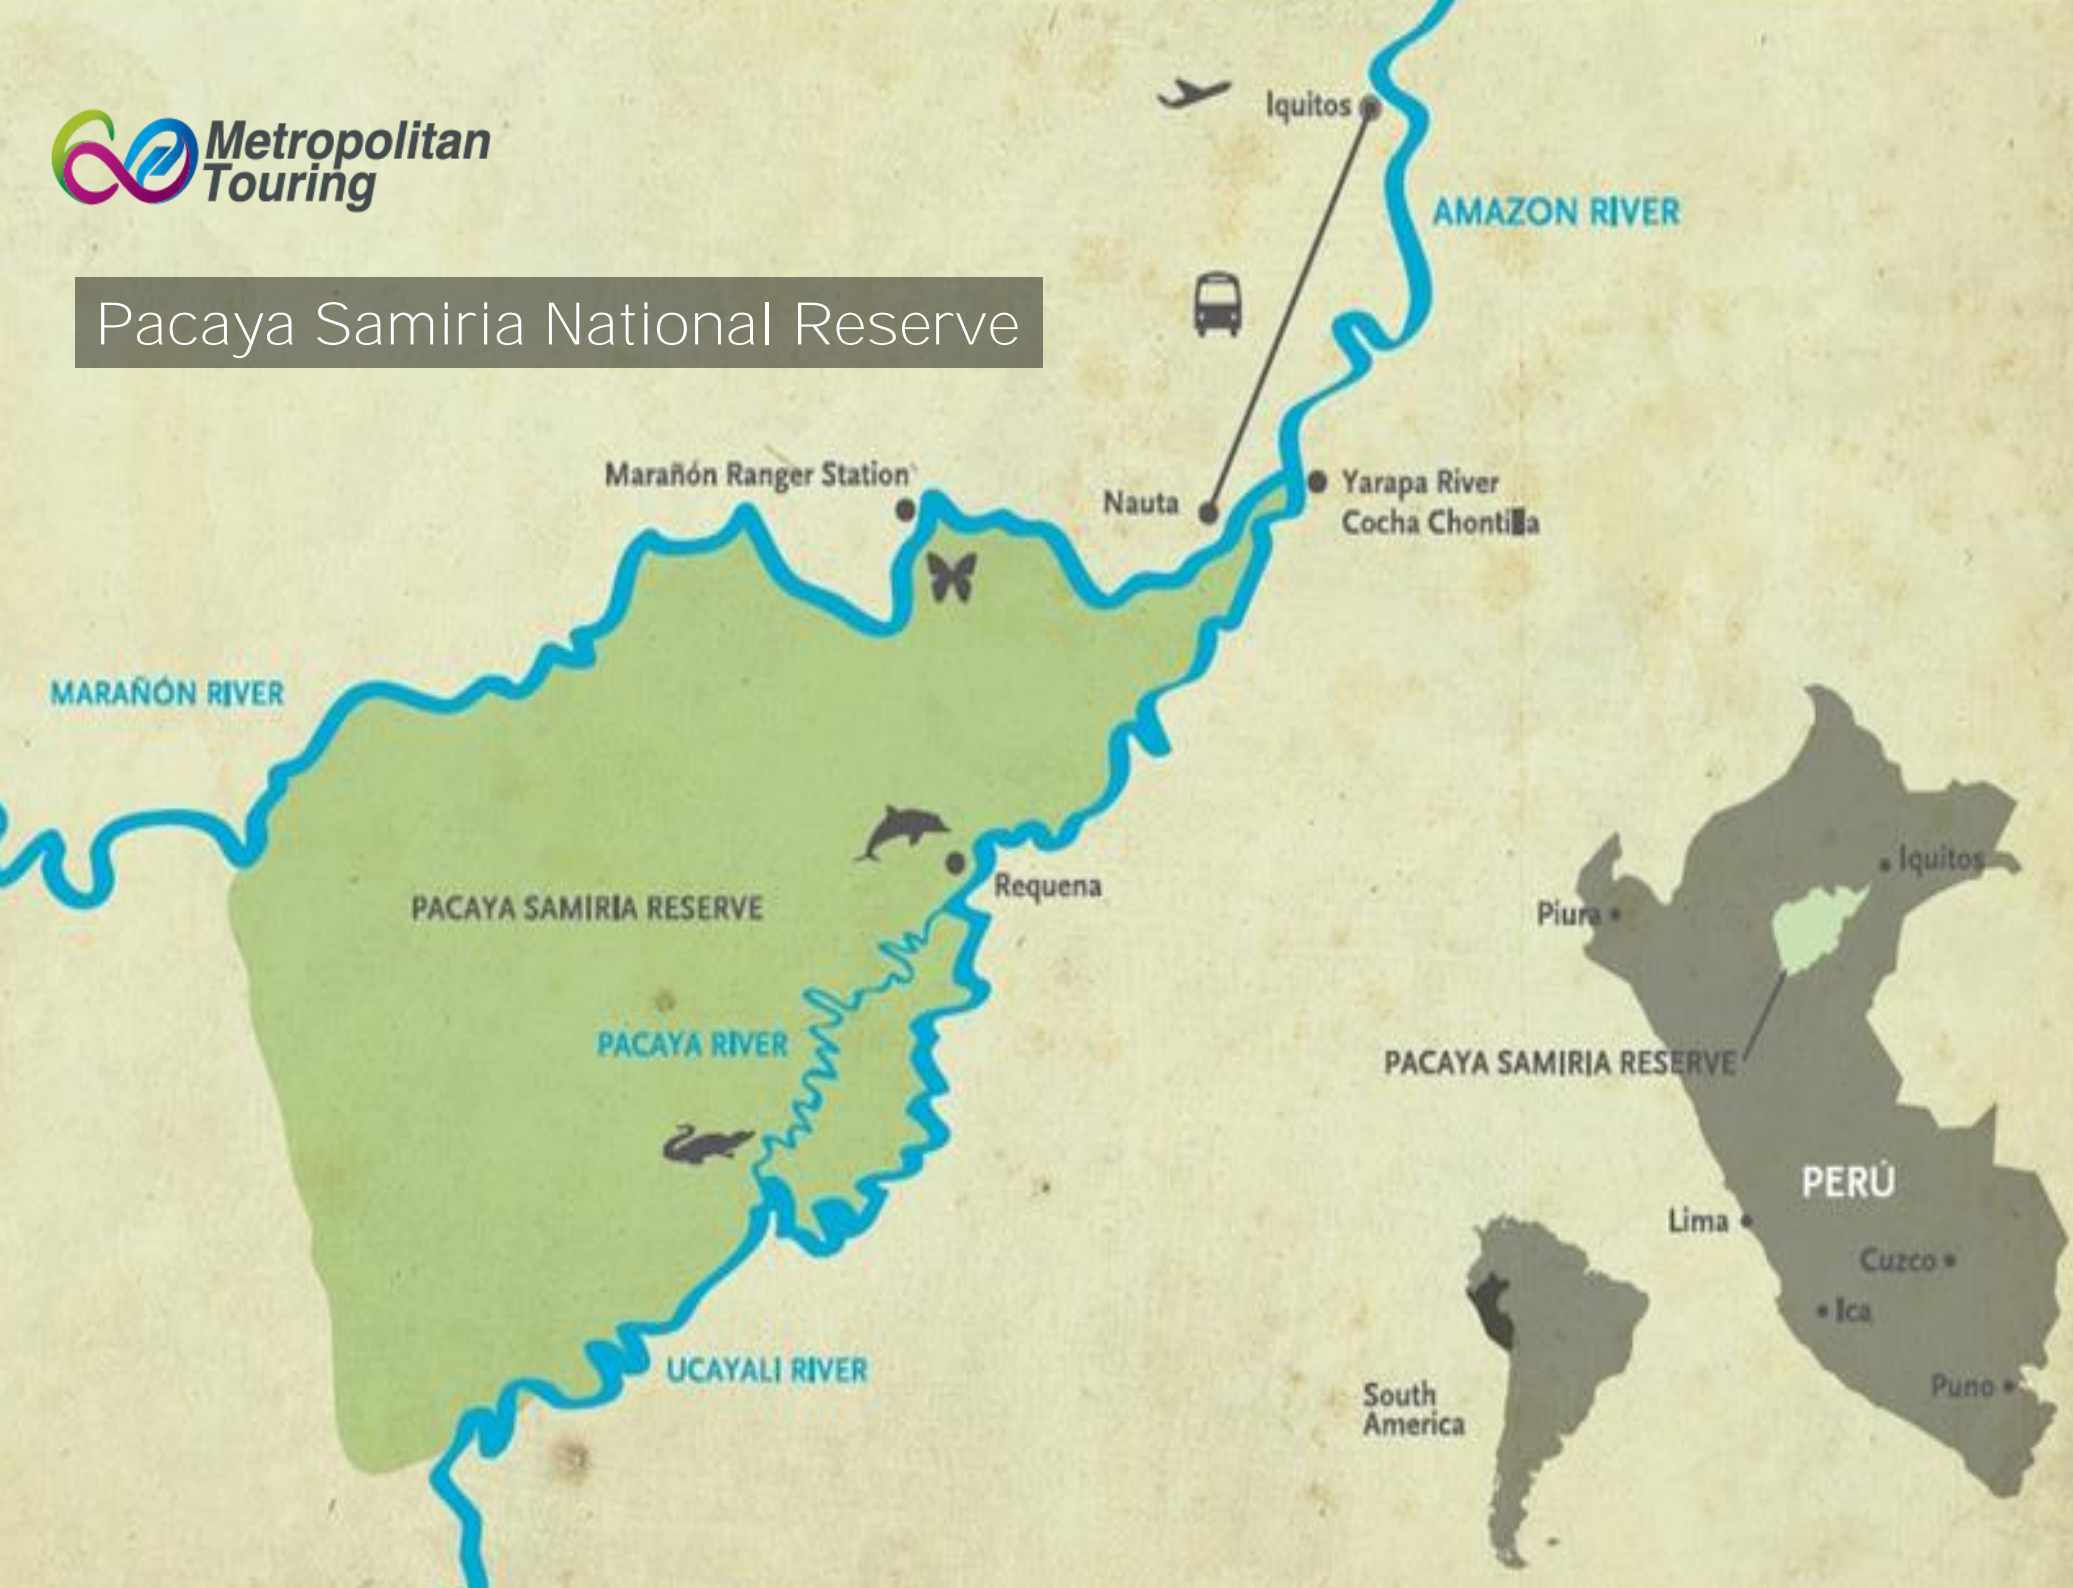 Metropolitan
Touring
Pacaya Samiria National Reserve
Iquitos
AMAZON RIVER
Marañón Ranger Station
Nauta
Yarapa River
Cocha Chontilla
MARAÑÓN RIVER
Requena
PACAYA SAMIRIA RESERVE
PACAYA RIVER
UCAYALI RIVER
Iquitos
Piura
PACAYA SAMIRIA RESERVE
PERÚ
Lima
Cuzco
Ica
Puno
South
America